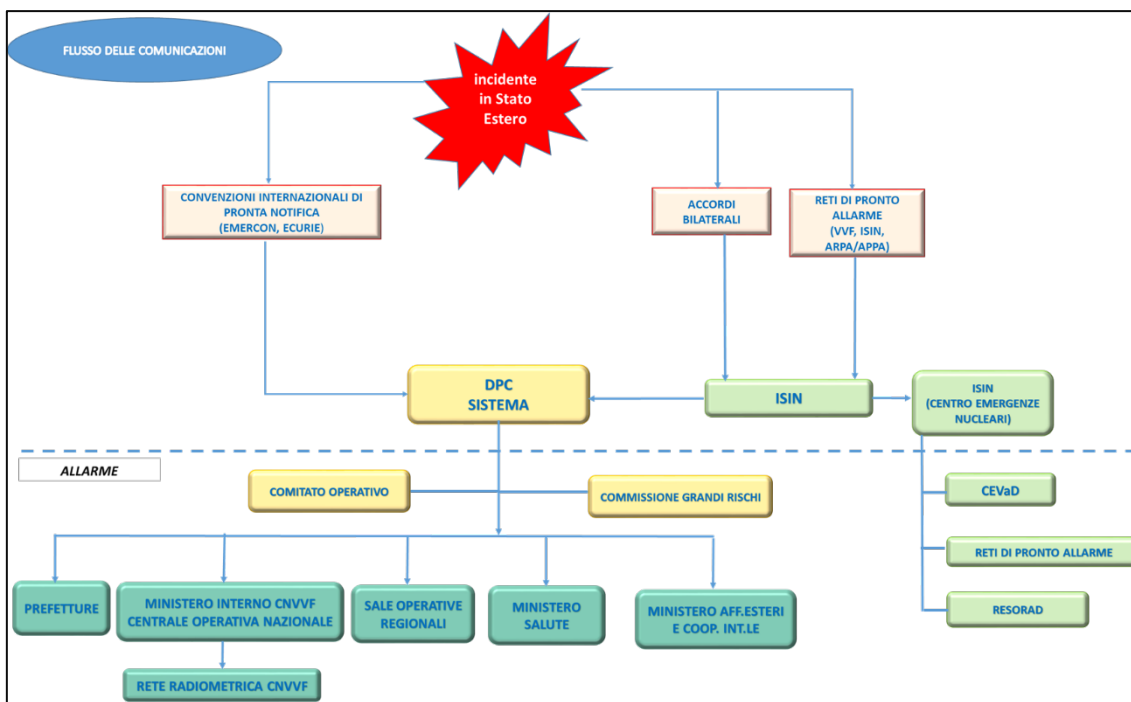 FLUSSO DELLE COMUNICAZIONI
incidente
in Stato
Estero
CONVENZIONI INTERNAZIONALI DI
PRONTA NOTIFICA
(EMERCON, ECURIE)
ACCORDI
BILATERALI
RETI DI PRONTO
ALLARME
(VVF, ISIN,
ARPA/APPA)
DPC
SISTEMA
ISIN
ISIN
(CENTRO EMERGENZE
NUCLEARI)
ALLARME
COMITATO OPERATIVO
COMMISSIONE GRANDI RISCHI
CEVaD
RETI DI PRONTO ALLARME
RESORAD
PREFETTURE
MINISTERO INTERNO CNVVF
CENTRALE OPERATIVA NAZIONALE
SALE OPERATIVE
REGIONALI
MINISTERO
SALUTE
MINISTERO AFF.ESTERI
E COOP. INT.LE
RETE RADIOMETRICA CNVVF